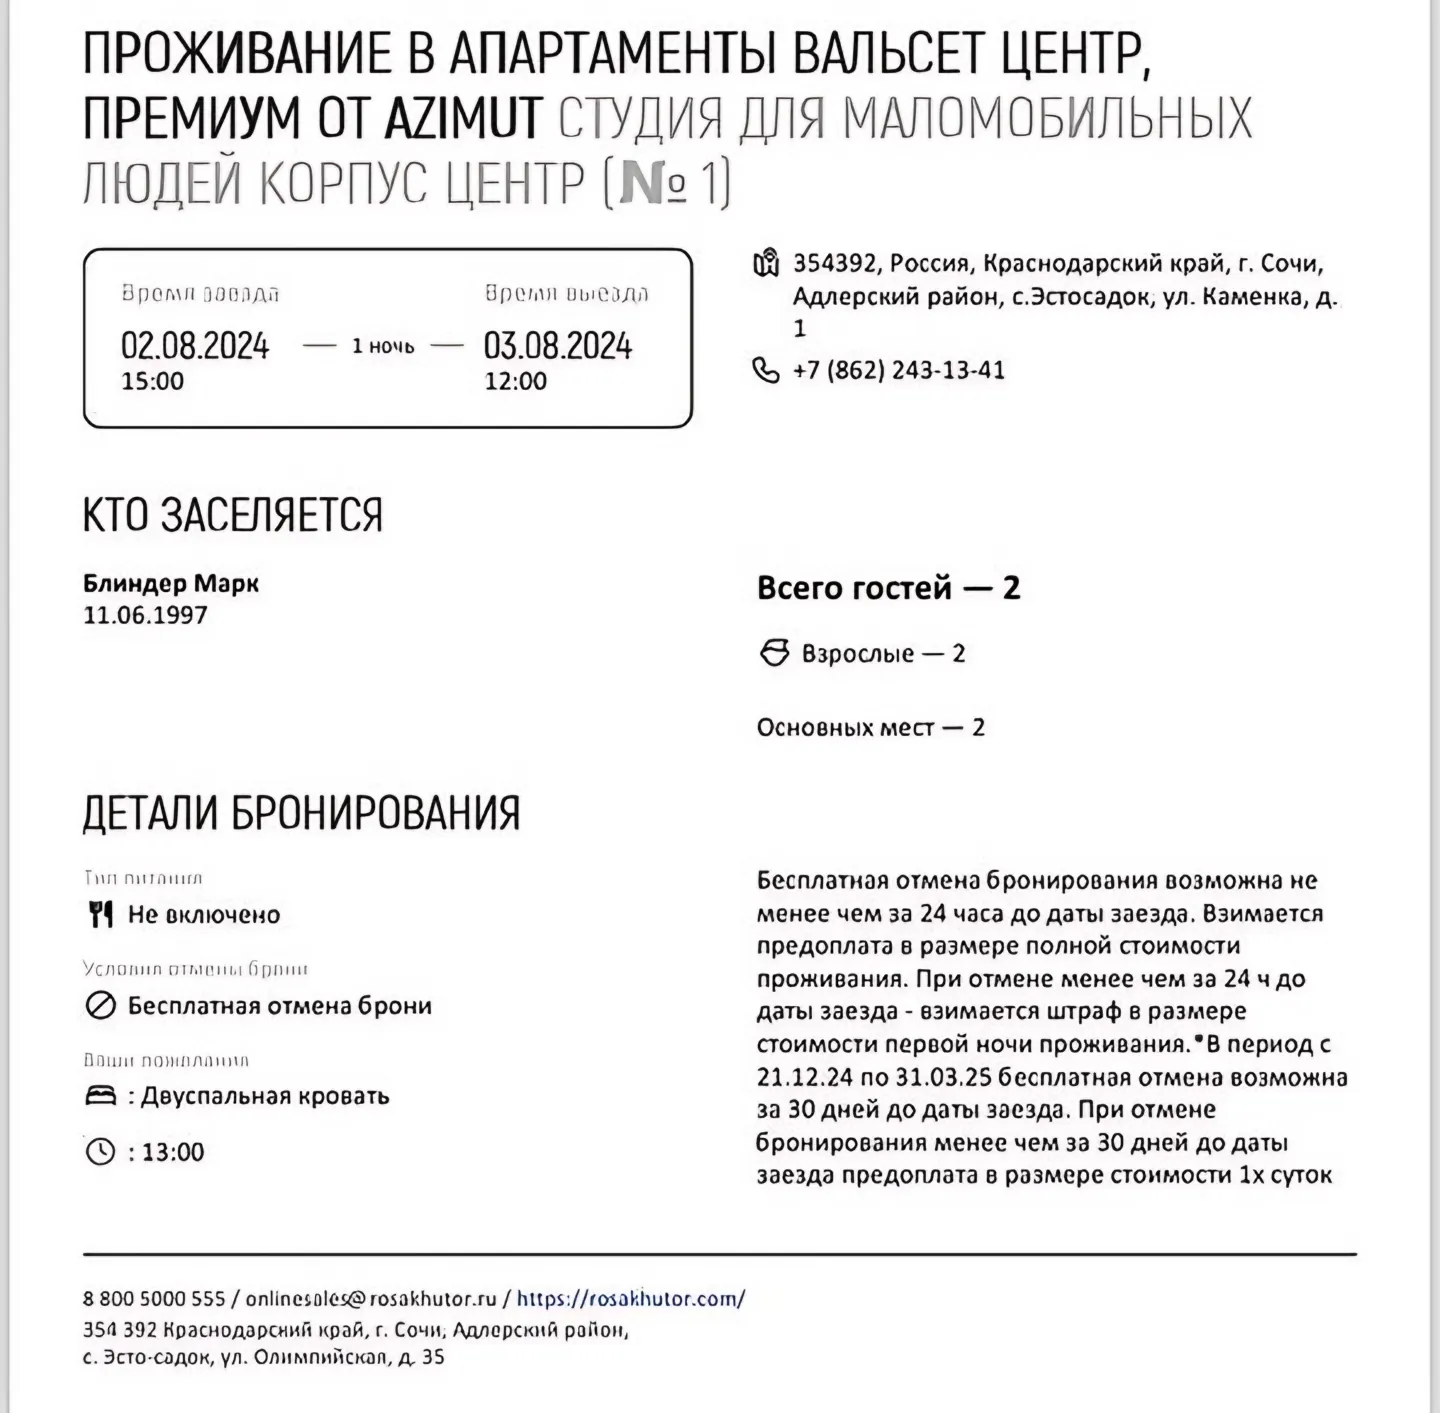 ПРОЖИВАНИЕ В АПАРТАМЕНТЫ ВАЛЬСЕТ ЦЕНТР,
ПРЕМИУМ ОТ AZIMUT СТУДИЯ ДЛЯ МАЛОМОБИЛЬНЫХ
ЛЮДЕЙ КОРПУС ЦЕНТР (№ 1)
Время заезда
02.08.2024
15:00
— 1 ночь —
Время выезда
03.08.2024
12:00
354392, Россия, Краснодарский край, г. Сочи,
Адлерский район, с.Эстосадок, ул. Каменка, д.
1
+7 (862) 243-13-41
КТО ЗАСЕЛЯЕТСЯ
Блиндер Марк
11.06.1997
Всего гостей — 2
Взрослые — 2
Основных мест — 2
ДЕТАЛИ БРОНИРОВАНИЯ
Тип питания
Не включено
Условия отмены брони
Бесплатная отмена брони
Ваши пожелания
: Двуспальная кровать
: 13:00
Бесплатная отмена бронирования возможна не
менее чем за 24 часа до даты заезда. Взимается
предоплата в размере полной стоимости
проживания. При отмене менее чем за 24 ч до
даты заезда - взимается штраф в размере
стоимости первой ночи проживания.*В период с
21.12.24 по 31.03.25 бесплатная отмена возможна
за 30 дней до даты заезда. При отмене
бронирования менее чем за 30 дней до даты
заезда предоплата в размере стоимости 1х суток
8 800 5000 555 / onlinesales@rosakhutor.ru / https://rosakhutor.com/
354 392 Краснодарский край, г. Сочи, Адлерский район,
с. Эсто-садок, ул. Олимпийская, д. 35